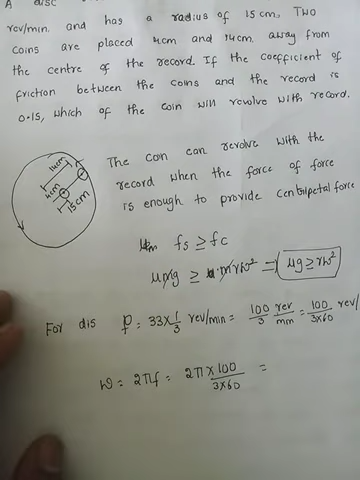 A disc
rev/min. and has a radius of 15 cm. Two
coins are placed 4cm and 14cm away from
the centre of the record. If the coefficient of
friction between the coins and the record is
0.15, which of the coin will revolve with record.
The coin can revolve with the
record when the force of force
is enough to provide centripetal force
14cm
4cm
15cm
fs ≥ fc
μmg ≥ m rω² = μg ≥ rω²
For dis f = 33 × 1/3 rev/min = 100/3 rev/min = 100/3×60 rev/
ω = 2πf = 2π × 100/3×60 =